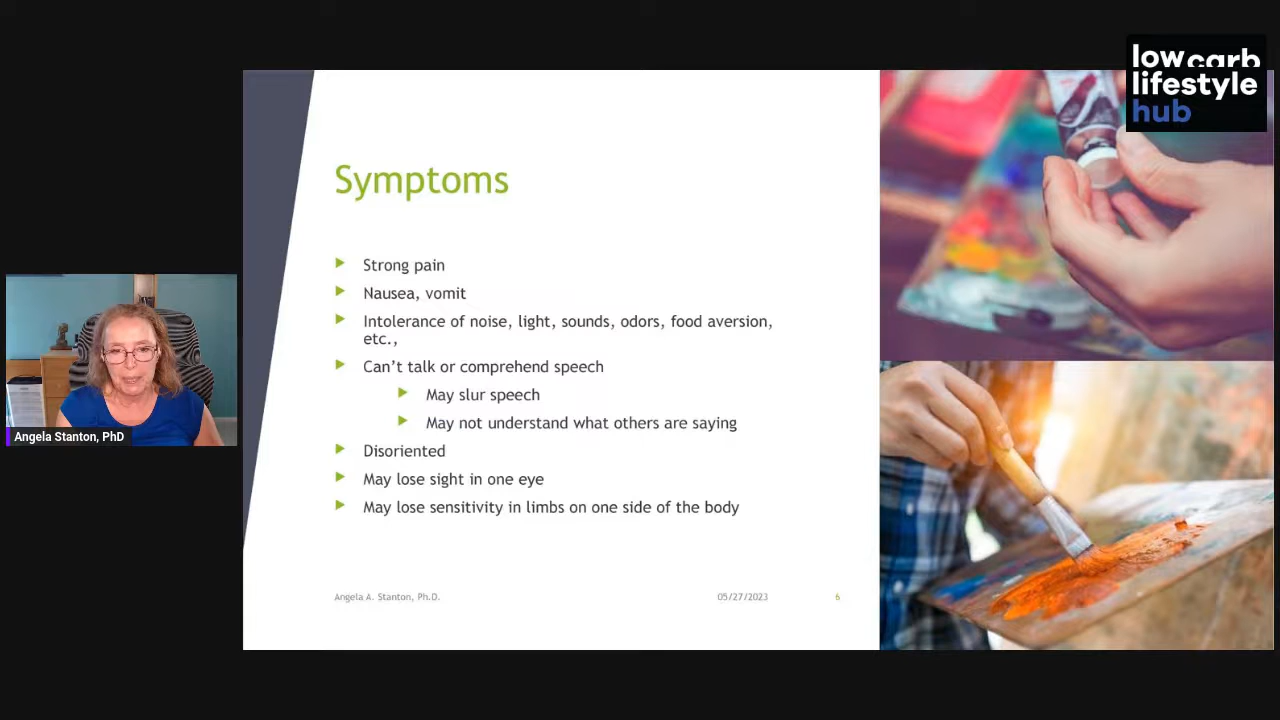 low carb
lifestyle
hub
Symptoms
Strong pain
Nausea, vomit
Intolerance of noise, light, sounds, odors, food aversion,
etc.,
Can’t talk or comprehend speech
May slur speech
May not understand what others are saying
Disoriented
May lose sight in one eye
May lose sensitivity in limbs on one side of the body
Angela Stanton, PhD
Angela A. Stanton, Ph.D.
05/27/2023
6